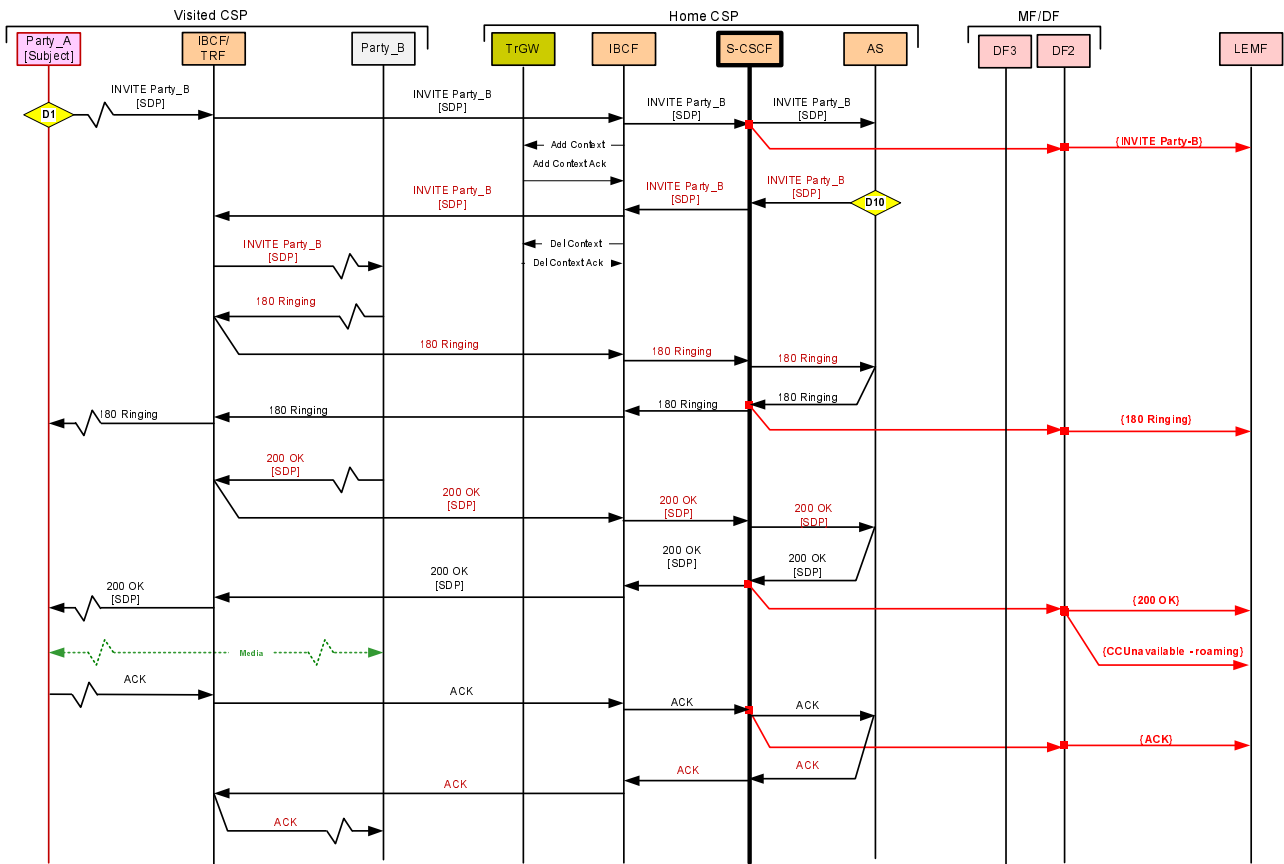 Visited CSP
Home CSP
MF/DF
Party_A
[Subject]
IBCF/
TRF
Party_B
TrGW
IBCF
S-CSCF
AS
DF3
DF2
LEMF
D1
INVITE Party_B
[SDP]
INVITE Party_B
[SDP]
INVITE Party_B
[SDP]
INVITE Party_B
[SDP]
{INVITE Party-B}
Add Context
Add Context Ack
INVITE Party_B
[SDP]
INVITE Party_B
[SDP]
INVITE Party_B
[SDP]
D10
INVITE Party_B
[SDP]
Del Context
Del Context Ack
180 Ringing
180 Ringing
180 Ringing
180 Ringing
180 Ringing
180 Ringing
180 Ringing
180 Ringing
{180 Ringing}
200 OK
[SDP]
200 OK
[SDP]
200 OK
[SDP]
200 OK
[SDP]
200 OK
[SDP]
200 OK
[SDP]
200 OK
[SDP]
200 OK
[SDP]
{200 OK}
Media
{CCUnavailable - roaming}
ACK
ACK
ACK
ACK
{ACK}
ACK
ACK
ACK
ACK